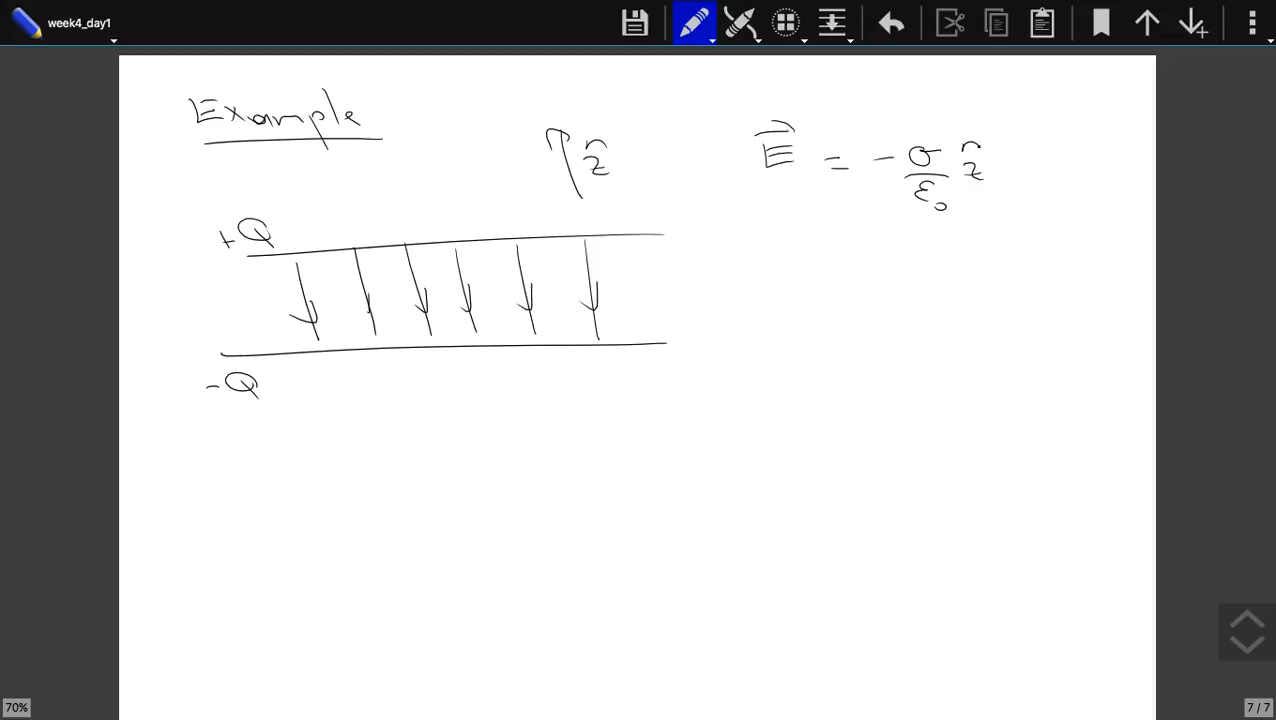 week4_day1
Example
ẑ
E⃗ = - σ/ε₀ ẑ
+Q
-Q
70%
7 / 7